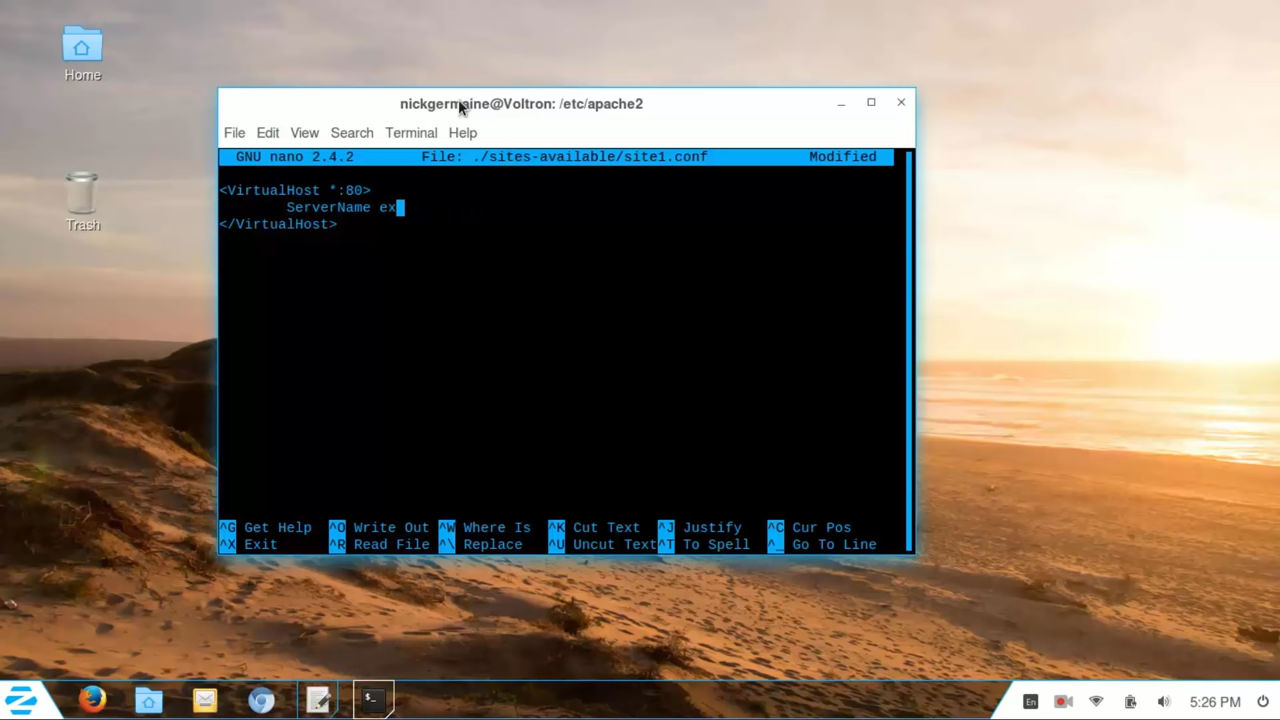 Home
Trash
nickgermaine@Voltron: /etc/apache2
File Edit View Search Terminal Help
GNU nano 2.4.2 File: ./sites-available/site1.conf Modified
<VirtualHost *:80>
ServerName ex
</VirtualHost>
^G Get Help ^O Write Out ^W Where Is ^K Cut Text ^J Justify ^C Cur Pos
^X Exit ^R Read File ^\ Replace ^U Uncut Text ^T To Spell ^_ Go To Line
En 5:26 PM